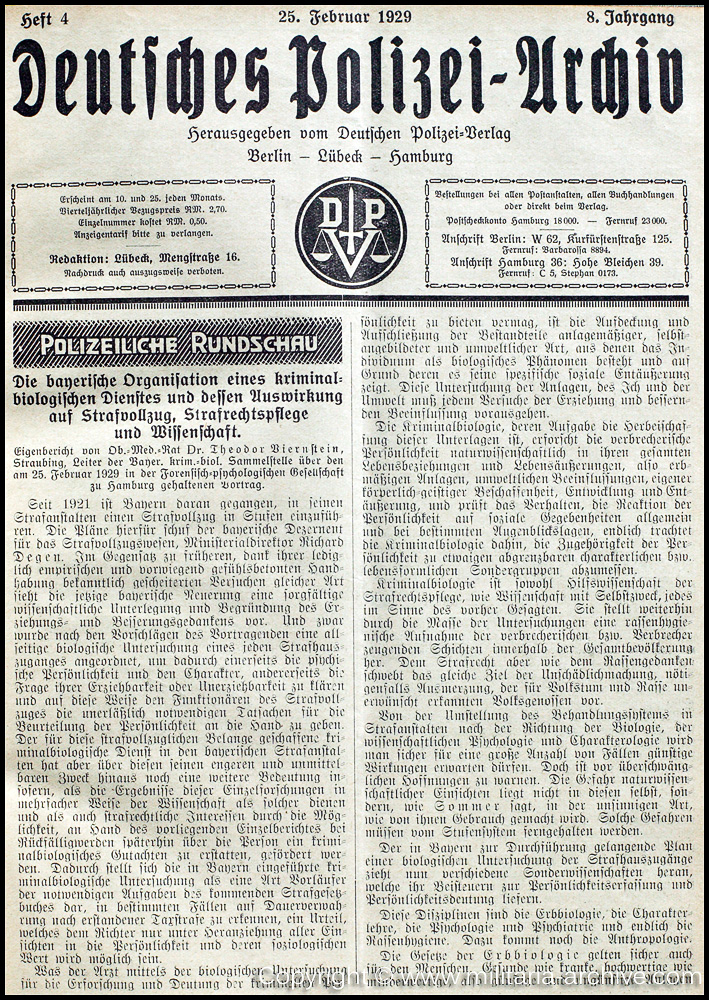 Heft 4
25. Februar 1929
8. Jahrgang
Deutsches Polizei-Archiv
Herausgegeben vom Deutschen Polizei-Verlag
Berlin – Lübeck – Hamburg
Erscheint am 10. und 25. jeden Monats.
Vierteljährlicher Bezugspreis RM. 2,70.
Einzelnummer kostet RM. 0,50.
Anzeigentarif bitte zu verlangen.
Redaktion: Lübeck, Mengstraße 16.
Nachdruck auch auszugsweise verboten.
D P V
Bestellungen bei allen Postanstalten, allen Buchhandlungen
oder direkt beim Verlag.
Postscheckkonto Hamburg 18000. — Fernruf 23000.
Anschrift Berlin: W 62, Kurfürstenstraße 125.
Fernruf: Barbarossa 8894.
Anschrift Hamburg 36: Hohe Bleichen 39.
Fernruf: C 5, Stephan 0173.
POLIZEILICHE RUNDSCHAU
Die bayerische Organisation eines kriminal-
biologischen Dienstes und dessen Auswirkung
auf Strafvollzug, Strafrechtspflege
und Wissenschaft.
Eigenbericht von Ob.-Med.-Rat Dr. Theodor Viernstein,
Straubing, Leiter der Bayer. krim.-biol. Sammelstelle über den
am 25. Februar 1929 in der Forensisch-psychologischen Gesellschaft
zu Hamburg gehaltenen Vortrag.
Seit 1921 ist Bayern daran gegangen, in seinen
Strafanstalten einen Strafvollzug in Stufen einzufüh-
ren. Die Pläne hierfür schuf der bayerische Dezernent
für das Strafvollzugswesen, Ministerialdirektor Richard
Degen. Im Gegensatz zu früheren, dank ihrer ledig-
lich empirischen und vorwiegend gefühlsbetonten Hand-
habung bekanntlich gescheiterten Versuchen gleicher Art
sieht die jetzige bayerische Neuerung eine sorgfältige
wissenschaftliche Unterlegung und Begründung des Er-
ziehungs- und Besserungsgedankens vor. Und zwar
wurde nach den Vorschlägen des Vortragenden eine all-
seitige biologische Untersuchung eines jeden Strafhaus-
zuganges angeordnet, um dadurch einerseits die psychi-
sche Persönlichkeit und den Charakter, andererseits die
Frage ihrer Erziehbarkeit oder Unerziehbarkeit zu klären
und auf diese Weise den Funktionären des Strafvoll-
zuges die unerläßlich notwendigen Tatsachen für die
Beurteilung der Persönlichkeit an die Hand zu geben.
Der für diese strafvollzuglichen Belange geschaffene kri-
minalbiologische Dienst in den bayerischen Strafanstal-
ten hat aber über diesen seinen engeren und unmittel-
baren Zweck hinaus noch eine weitere Bedeutung in-
sofern, als die Ergebnisse dieser Einzelforschungen in
mehrfacher Weise der Wissenschaft als solcher dienen
und als auch strafrechtliche Interessen durch die Mög-
lichkeit, an Hand des vorliegenden Einzelberichtes bei
Rückfälligwerden späterhin über die Person ein krimi-
nalbiologisches Gutachten zu erstatten, gefördert wer-
den. Dadurch stellt sich die in Bayern eingeführte kri-
minalbiologische Untersuchung als eine Art Vorläufer
der notwendigen Aufgaben des kommenden Strafgesetz-
buches dar, in bestimmten Fällen auf Dauerverwah-
rung nach erstandener Taxstrafe zu erkennen, ein Urteil,
welches dem Richter nur unter Heranziehung aller Ein-
sichten in die Persönlichkeit und deren soziologischen
Wert wird möglich sein.
Was der Arzt mittels der biologischen Untersuchung
für die Erforschung und Deutung der kriminellen Per-
sönlichkeit zu bieten vermag, ist die Aufdeckung und
Aufschließung der Bestandteile anlagemäßiger, selbst-
angebildeter und umweltlicher Art, aus denen das In-
dividuum als biologisches Phänomen besteht und auf
Grund deren es seine spezifische soziale Entäußerung
zeigt. Diese Untersuchung der Anlagen, des Ich und der
Umwelt muß jedem Versuche der Erziehung und bessern-
den Beeinflussung vorausgehen.
Die Kriminalbiologie, deren Aufgabe die Herbeischaf-
fung dieser Unterlagen ist, erforscht die verbrecherische
Persönlichkeit naturwissenschaftlich in ihren gesamten
Lebensbeziehungen und Lebensäußerungen, also erb-
mäßigen Anlagen, umweltlichen Beeinflussungen, eigener
körperlich-geistiger Beschaffenheit, Entwicklung und Ent-
äußerung, und prüft das Verhalten, die Reaktion der
Persönlichkeit auf soziale Gegebenheiten allgemein
und bei bestimmten Augenblickslagen, endlich trachtet
die Kriminalbiologie dahin, die Zugehörigkeit der Per-
sönlichkeit zu etwaigen abgrenzbaren charakterlichen bzw.
lebensformlichen Sondergruppen abzumessen.
Kriminalbiologie ist sowohl Hilfswissenschaft der
Strafrechtspflege, wie Wissenschaft mit Selbstzweck, jedes
im Sinne des vorher Gesagten. Sie stellt weiterhin
durch die Masse der Untersuchungen eine rassenhygie-
nische Aufnahme der verbrecherischen bzw. Verbrecher
zeugenden Schichten innerhalb der Gesamtbevölkerung
her. Dem Strafrecht aber wie dem Rassengedanken
schwebt das gleiche Ziel der Unschädlichmachung, nöti-
genfalls Ausmerzung, der für Volkstum und Rasse un-
erwünscht erkannten Volksgenossen vor.
Von der Umstellung des Behandlungssystems in
Strafanstalten nach der Richtung der Biologie, der
wissenschaftlichen Psychologie und Charakterologie wird
man sicher für eine große Anzahl von Fällen günstige
Wirkungen erwarten dürfen. Doch ist vor überschwäng-
lichen Hoffnungen zu warnen. Die Gefahr naturwissen-
schaftlicher Einsichten liegt nicht in diesen selbst, son-
dern, wie Sommer sagt, in der unsinnigen Art,
wie von ihnen Gebrauch gemacht wird. Solche Gefahren
müssen vom Stufensystem ferngehalten werden.
Der in Bayern zur Durchführung gelangende Plan
einer biologischen Untersuchung der Strafhauszugänge
zieht nun verschiedene Sonderwissenschaften heran,
welche ihr Beisteuern zur Persönlichkeitserfassung und
Persönlichkeitsdeutung liefern.
Diese Disziplinen sind die Erbbiologie, die Charakter-
lehre, die Psychologie und Psychiatrie und endlich die
Rassenhygiene. Dazu kommt noch die Anthropologie.
Die Gesetze der Erbbiologie gelten sicher auch
für den Menschen. Gesunde wie kranke, hochwertige wie
Copyright © www.militaria-archive.com